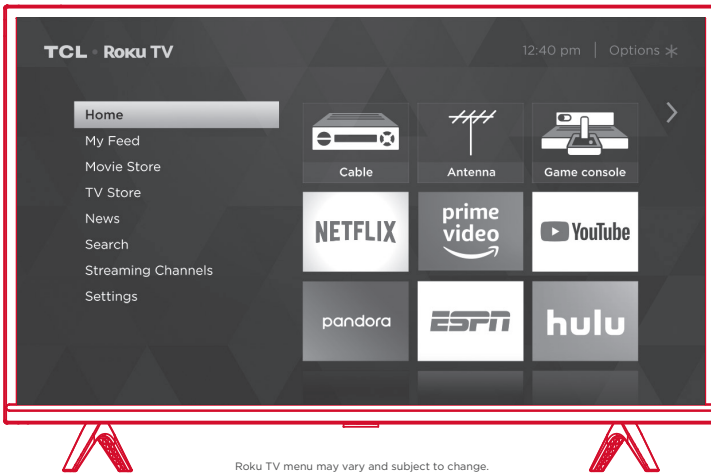 TCL • Roku TV
12:40 pm | Options
Home
My Feed
Movie Store
TV Store
News
Search
Streaming Channels
Settings
Cable
Antenna
Game console
NETFLIX
prime
video
YouTube
pandora
ESPN
hulu
Roku TV menu may vary and subject to change.